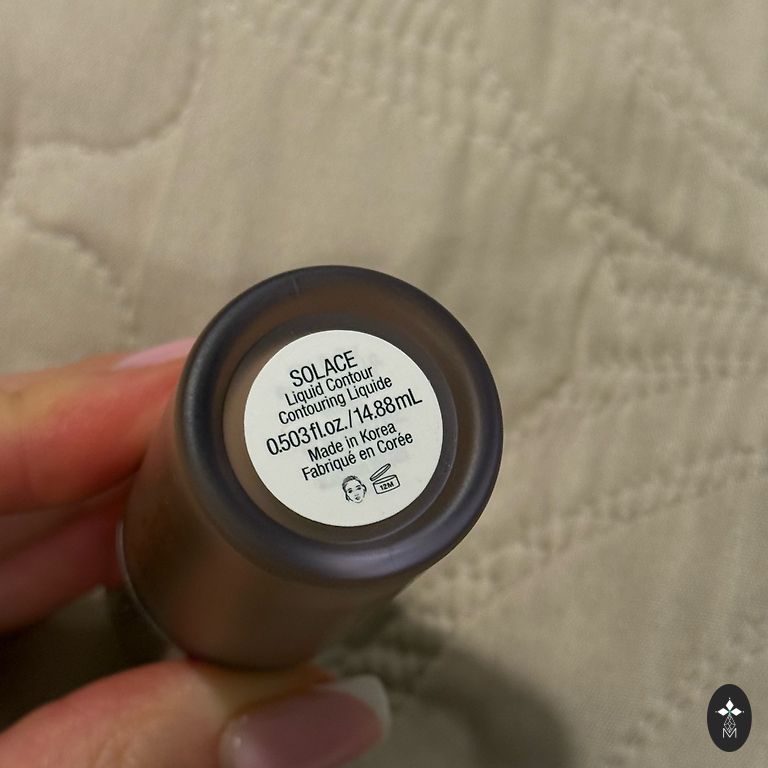 SOLACE
Liquid Contour
Contouring Liquide
0.503fl.oz./14.88mL
Made in Korea
Fabriqué en Corée
12M
M